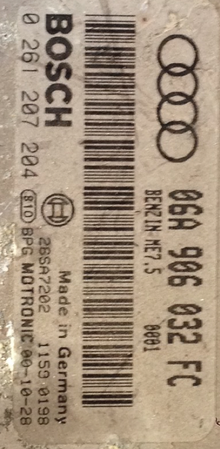 06A 906 032 FC
BENZIN-ME7.5 0001
BOSCH
Made in Germany
0 261 207 204
26SA7202 1159 0198
BPG MOTRONIC 00-10-28